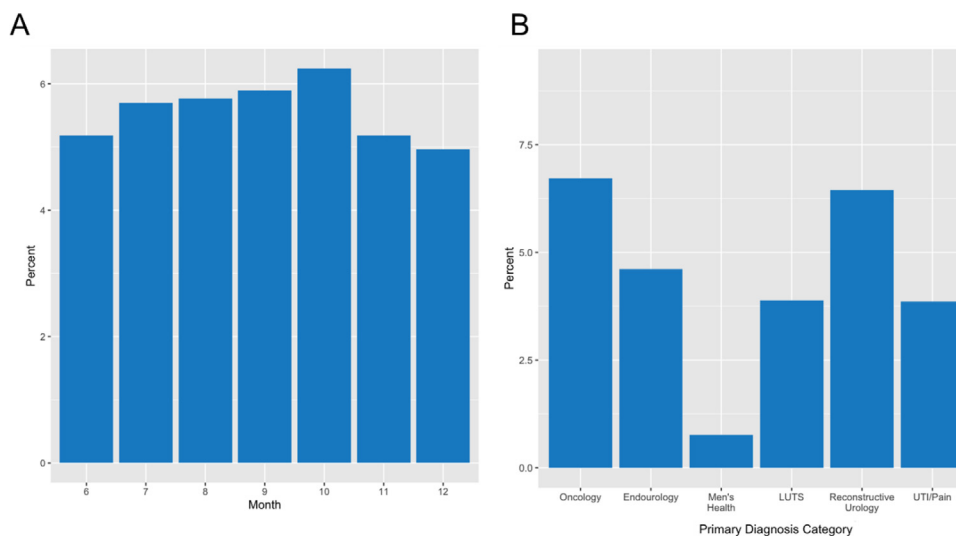 A
Percent
6
4
2
0
6 7 8 9 10 11 12
Month
B
Percent
7.5
5.0
2.5
0.0
Oncology Endourology Men's Health LUTS Reconstructive Urology UTI/Pain
Primary Diagnosis Category